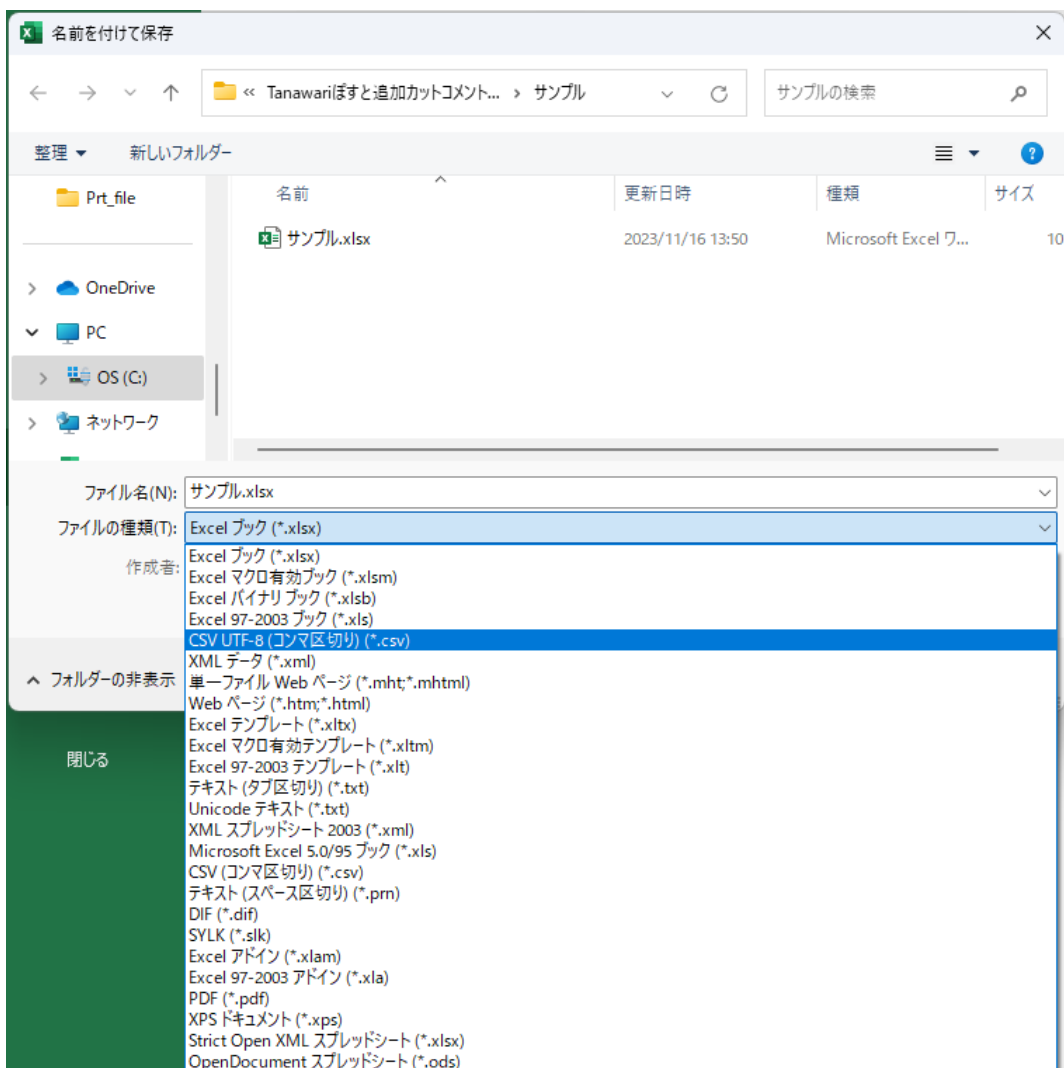 名前を付けて保存
« Tanawariぽすと追加カットコメント... › サンプル
サンプルの検索
整理
新しいフォルダー
Prt_file
名前
更新日時
種類
サイズ
サンプル.xlsx
2023/11/16 13:50
Microsoft Excel ワ...
10
OneDrive
PC
OS (C:)
ネットワーク
ファイル名(N):
サンプル.xlsx
ファイルの種類(T):
Excel ブック (*.xlsx)
作成者:
Excel ブック (*.xlsx)
Excel マクロ有効ブック (*.xlsm)
Excel バイナリ ブック (*.xlsb)
Excel 97-2003 ブック (*.xls)
CSV UTF-8 (コンマ区切り) (*.csv)
XML データ (*.xml)
フォルダーの非表示
単一ファイル Web ページ (*.mht;*.mhtml)
Web ページ (*.htm;*.html)
Excel テンプレート (*.xltx)
Excel マクロ有効テンプレート (*.xltm)
閉じる
Excel 97-2003 テンプレート (*.xlt)
テキスト (タブ区切り) (*.txt)
Unicode テキスト (*.txt)
XML スプレッドシート 2003 (*.xml)
Microsoft Excel 5.0/95 ブック (*.xls)
CSV (コンマ区切り) (*.csv)
テキスト (スペース区切り) (*.prn)
DIF (*.dif)
SYLK (*.slk)
Excel アドイン (*.xlam)
Excel 97-2003 アドイン (*.xla)
PDF (*.pdf)
XPS ドキュメント (*.xps)
Strict Open XML スプレッドシート (*.xlsx)
OpenDocument スプレッドシート (*.ods)